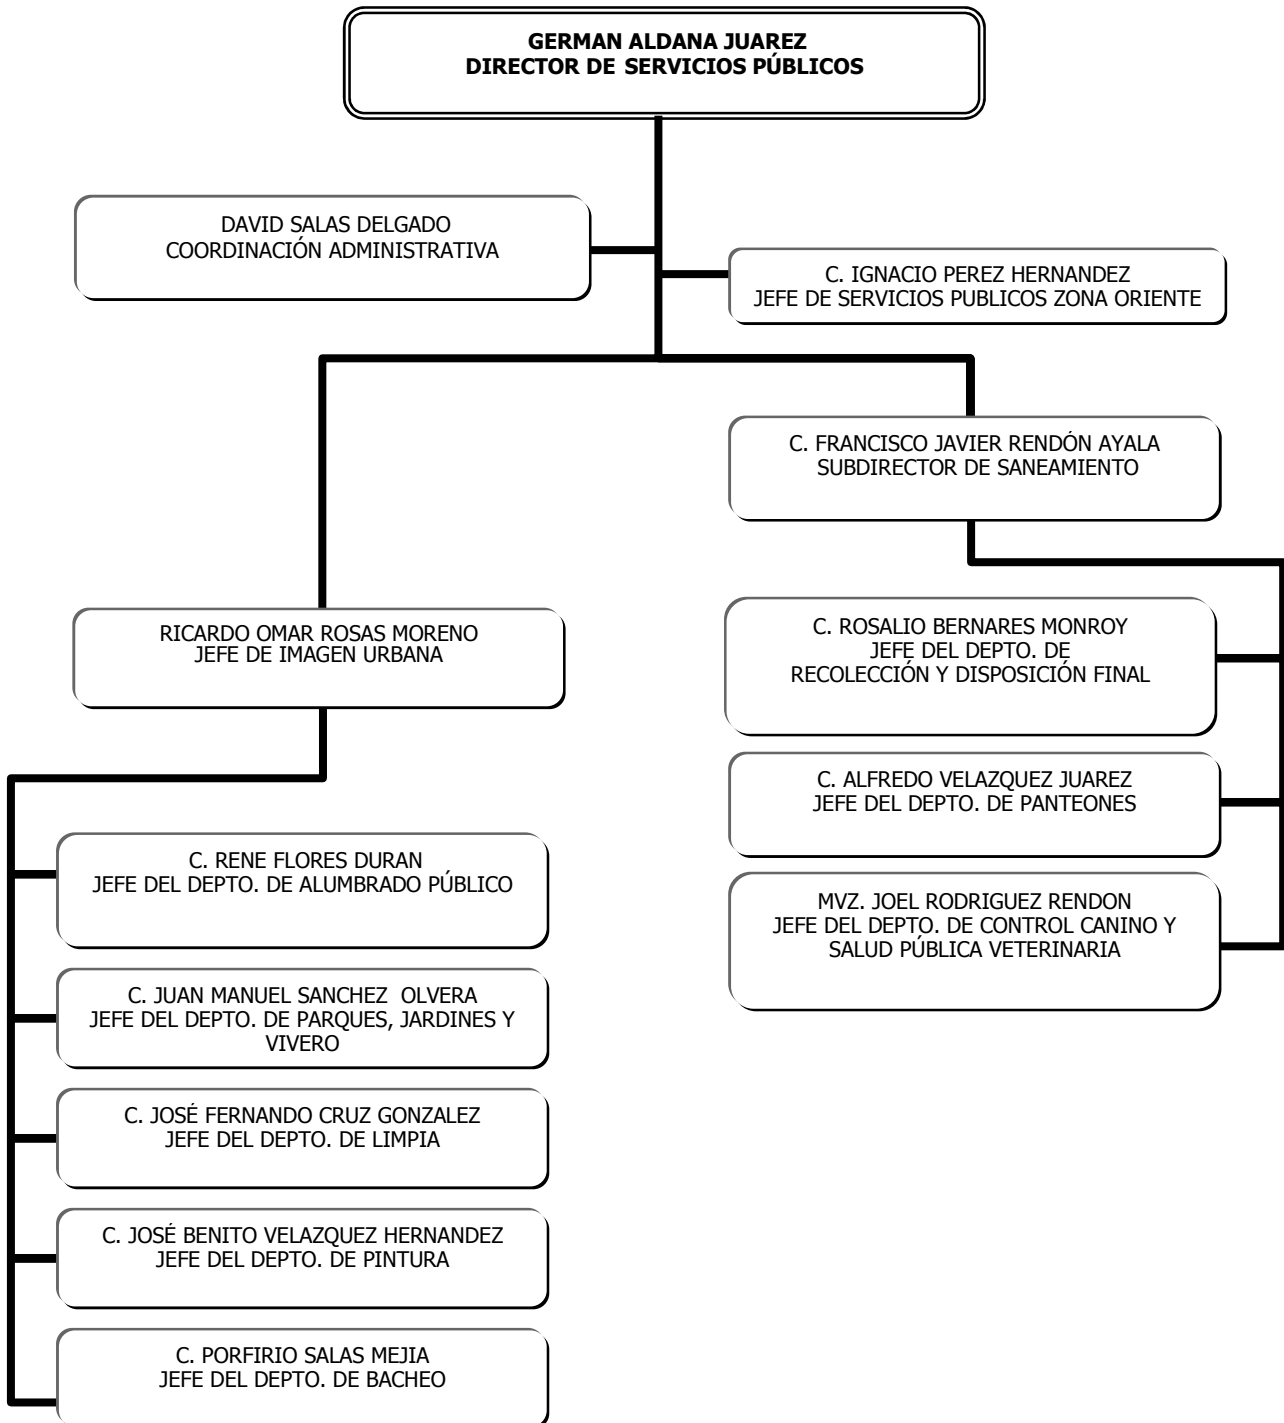 GERMAN ALDANA JUAREZ
DIRECTOR DE SERVICIOS PÚBLICOS
DAVID SALAS DELGADO
COORDINACIÓN ADMINISTRATIVA
C. IGNACIO PEREZ HERNANDEZ
JEFE DE SERVICIOS PUBLICOS ZONA ORIENTE
C. FRANCISCO JAVIER RENDÓN AYALA
SUBDIRECTOR DE SANEAMIENTO
RICARDO OMAR ROSAS MORENO
JEFE DE IMAGEN URBANA
C. ROSALIO BERNARES MONROY
JEFE DEL DEPTO. DE
RECOLECCIÓN Y DISPOSICIÓN FINAL
C. ALFREDO VELAZQUEZ JUAREZ
JEFE DEL DEPTO. DE PANTEONES
MVZ. JOEL RODRIGUEZ RENDON
JEFE DEL DEPTO. DE CONTROL CANINO Y
SALUD PÚBLICA VETERINARIA
C. RENE FLORES DURAN
JEFE DEL DEPTO. DE ALUMBRADO PÚBLICO
C. JUAN MANUEL SANCHEZ  OLVERA
JEFE DEL DEPTO. DE PARQUES, JARDINES Y
VIVERO
C. JOSÉ FERNANDO CRUZ GONZALEZ
JEFE DEL DEPTO. DE LIMPIA
C. JOSÉ BENITO VELAZQUEZ HERNANDEZ
JEFE DEL DEPTO. DE PINTURA
C. PORFIRIO SALAS MEJIA
JEFE DEL DEPTO. DE BACHEO